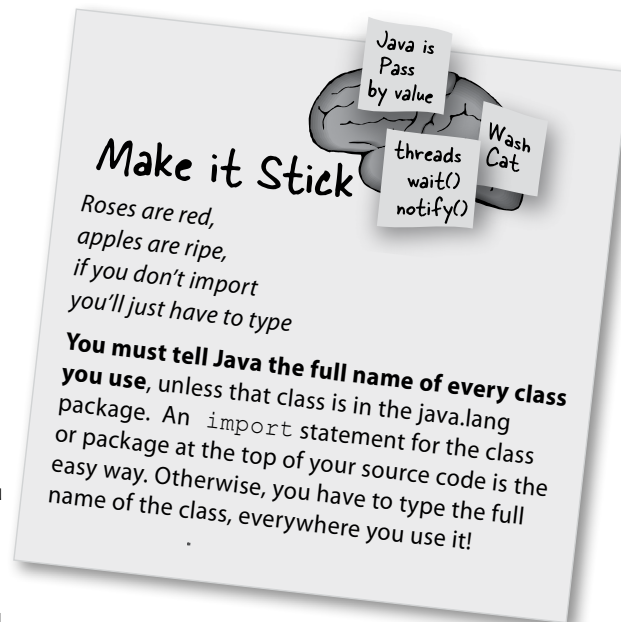 Java is
Pass
by value
Wash
Cat
threads
wait()
notify()
Make it Stick
Roses are red,
apples are ripe,
if you don't import
you'll just have to type
You must tell Java the full name of every class
you use, unless that class is in the java.lang
package. An import statement for the class
or package at the top of your source code is the
easy way. Otherwise, you have to type the full
name of the class, everywhere you use it!